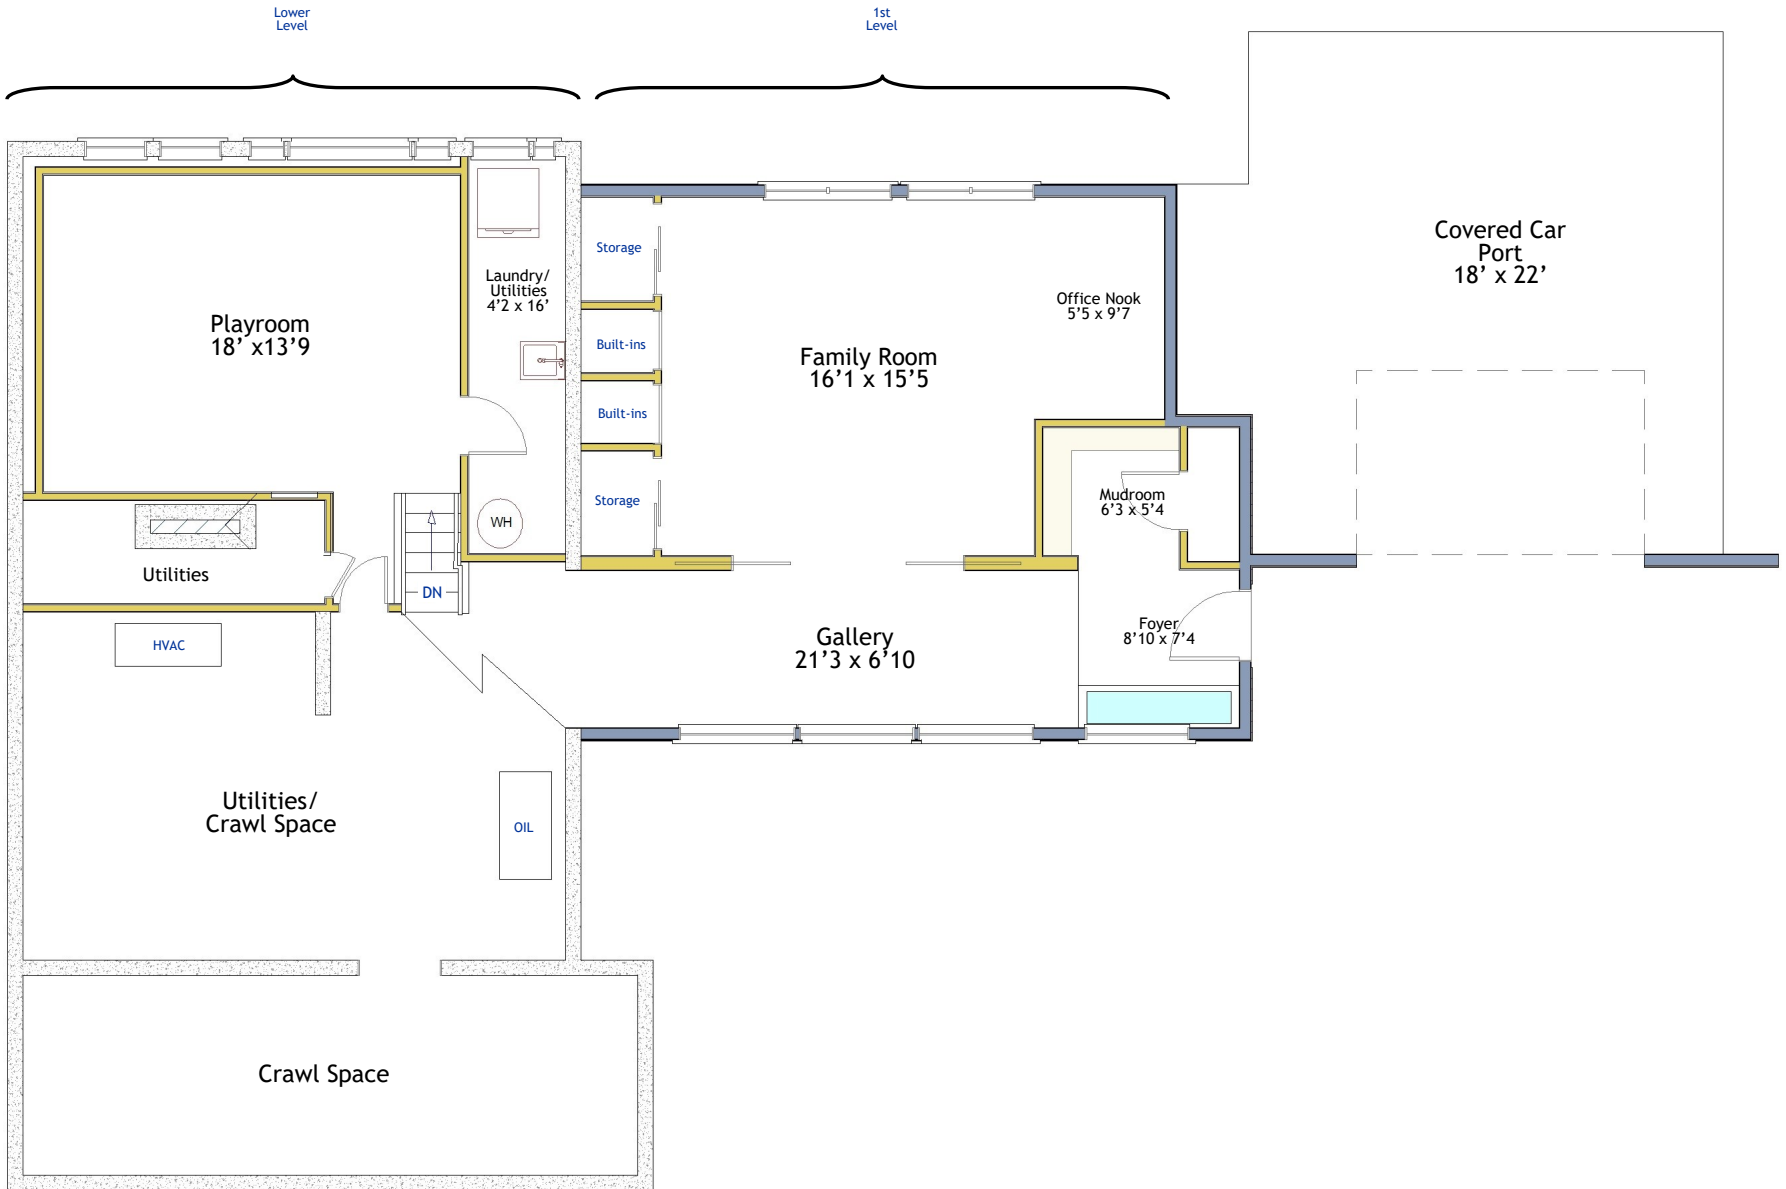 Lower
Level
1st
Level
Covered Car
Port
18’ x 22’
Storage
Laundry/
Utilities
4’2 x 16’
Office Nook
5’5 x 9’7
Playroom
18’ x13’9
Built-ins
Family Room
16’1 x 15’5
Built-ins
Storage
Mudroom
6’3 x 5’4
WH
Utilities
DN
HVAC
Gallery
21’3 x 6’10
Foyer
8’10 x 7’4
Utilities/
Crawl Space
OIL
Crawl Space